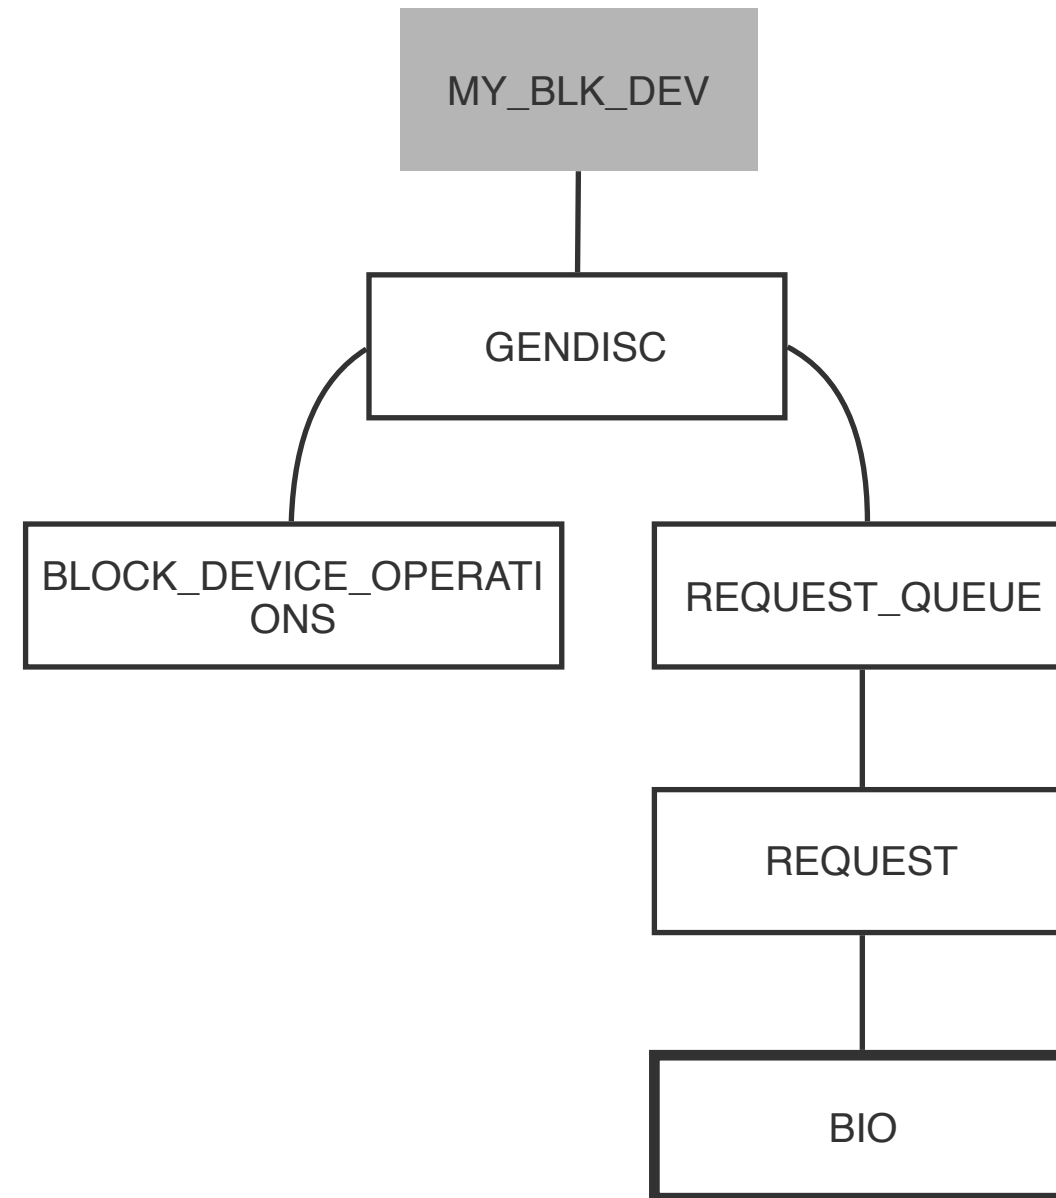 MY_BLK_DEV
GENDISC
BLOCK_DEVICE_OPERATI
ONS
REQUEST_QUEUE
REQUEST
BIO